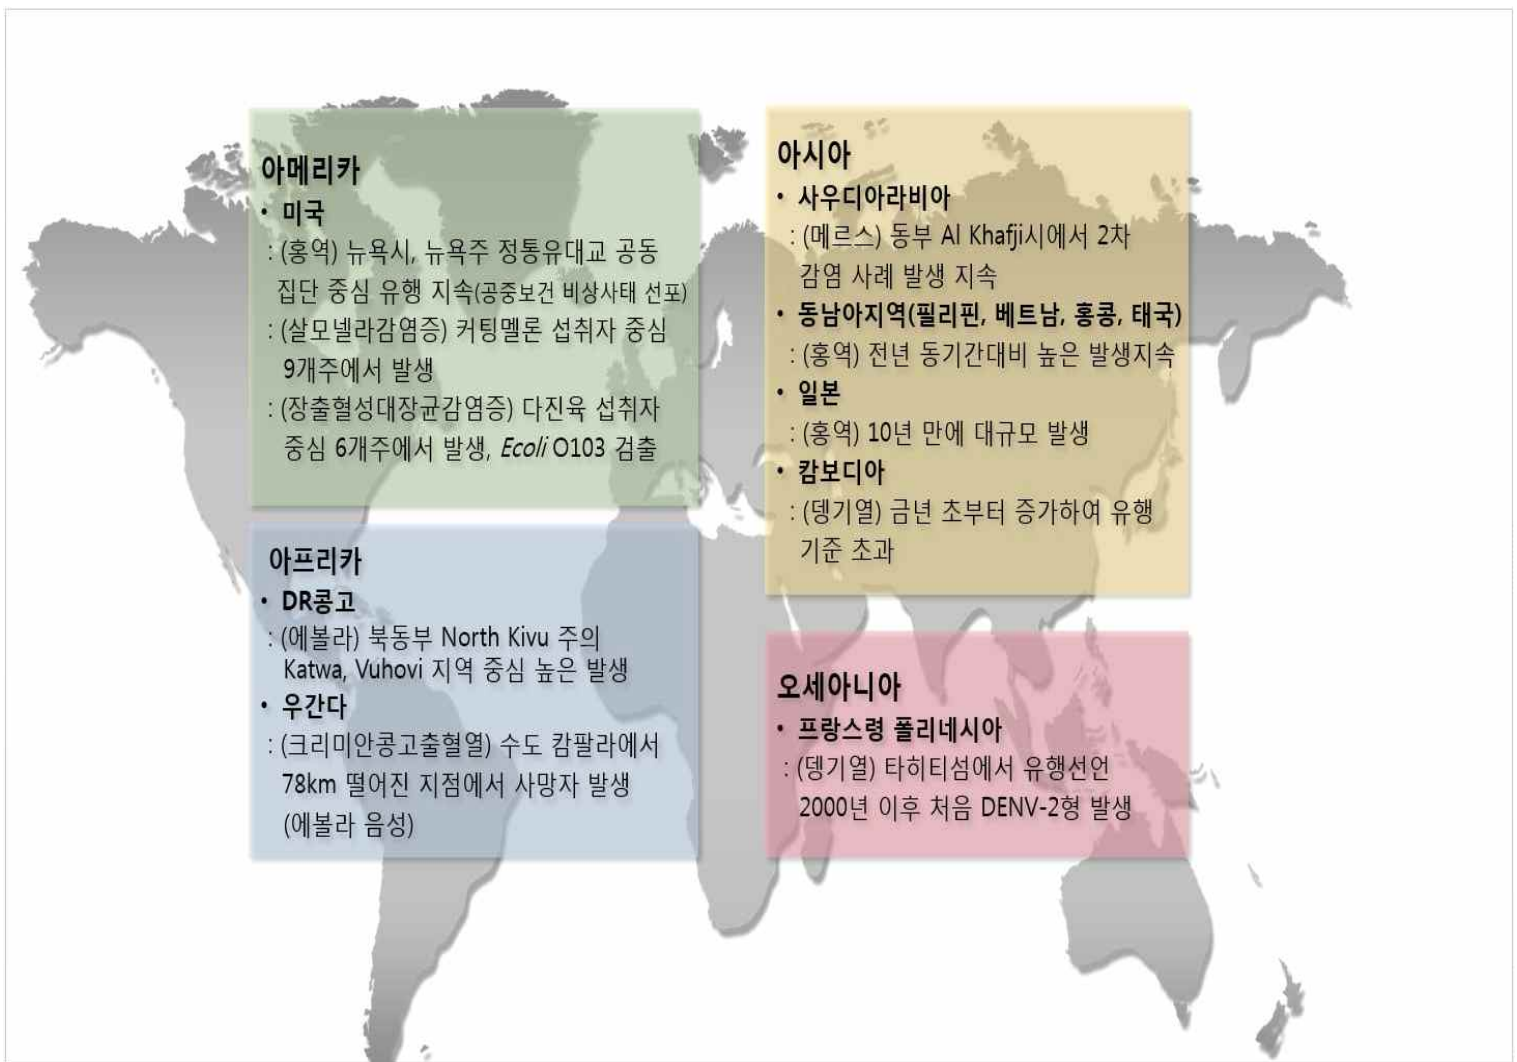 아메리카
• 미국
: (홍역) 뉴욕시, 뉴욕주 정통유대교 공동
집단 중심 유행 지속(공중보건 비상사태 선포)
: (살모넬라감염증) 커팅멜론 섭취자 중심
9개주에서 발생
: (장출혈성대장균감염증) 다진육 섭취자
중심 6개주에서 발생, Ecoli O103 검출
아프리카
• DR콩고
: (에볼라) 북동부 North Kivu 주의
Katwa, Vuhovi 지역 중심 높은 발생
• 우간다
: (크리미안콩고출혈열) 수도 캄팔라에서
78km 떨어진 지점에서 사망자 발생
(에볼라 음성)
아시아
• 사우디아라비아
: (메르스) 동부 Al Khafji시에서 2차
감염 사례 발생 지속
• 동남아지역(필리핀, 베트남, 홍콩, 태국)
: (홍역) 전년 동기간대비 높은 발생지속
• 일본
: (홍역) 10년 만에 대규모 발생
• 캄보디아
: (뎅기열) 금년 초부터 증가하여 유행
기준 초과
오세아니아
• 프랑스령 폴리네시아
: (뎅기열) 타히티섬에서 유행선언
2000년 이후 처음 DENV-2형 발생